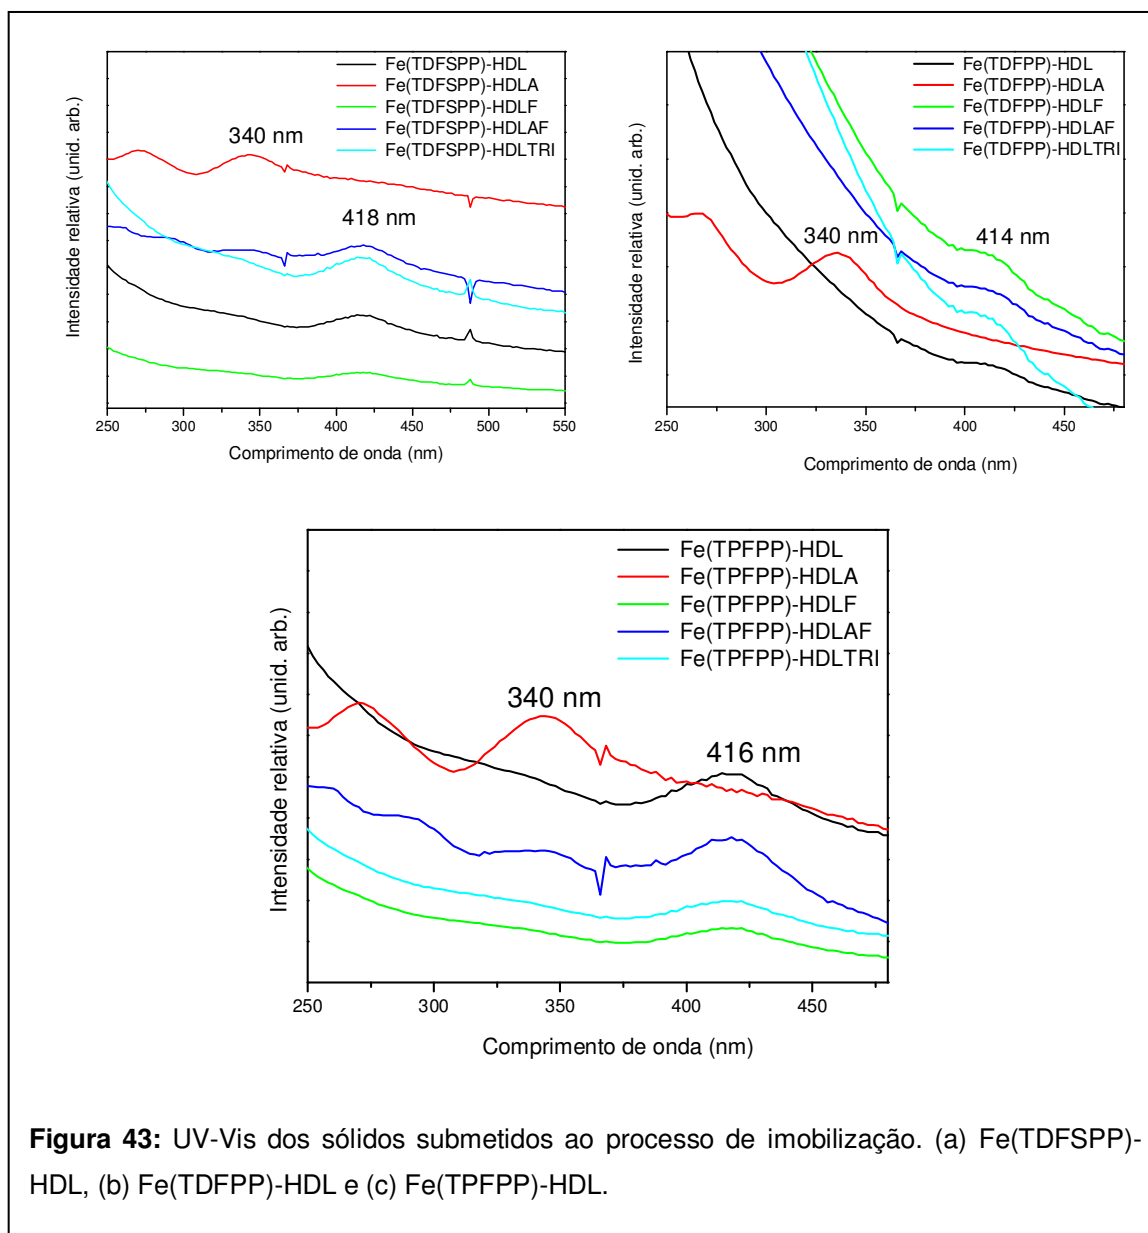 Fe(TDFSPP)-HDL
Fe(TDFSPP)-HDLA
Fe(TDFSPP)-HDLF
Fe(TDFSPP)-HDLAF
Fe(TDFSPP)-HDLTRI
340 nm
418 nm
Intensidade relativa (unid. arb.)
250 300 350 400 450 500 550
Comprimento de onda (nm)
Fe(TDFPP)-HDL
Fe(TDFPP)-HDLA
Fe(TDFPP)-HDLF
Fe(TDFPP)-HDLAF
Fe(TDFPP)-HDLTRI
340 nm
414 nm
Intensidade relativa (unid. arb.)
250 300 350 400 450
Comprimento de onda (nm)
Fe(TPFPP)-HDL
Fe(TPFPP)-HDLA
Fe(TPFPP)-HDLF
Fe(TPFPP)-HDLAF
Fe(TPFPP)-HDLTRI
340 nm
416 nm
Intensidade relativa (unid. arb.)
250 300 350 400 450
Comprimento de onda (nm)
Figura 43: UV-Vis dos sólidos submetidos ao processo de imobilização. (a) Fe(TDFSPP)-
HDL, (b) Fe(TDFPP)-HDL e (c) Fe(TPFPP)-HDL.